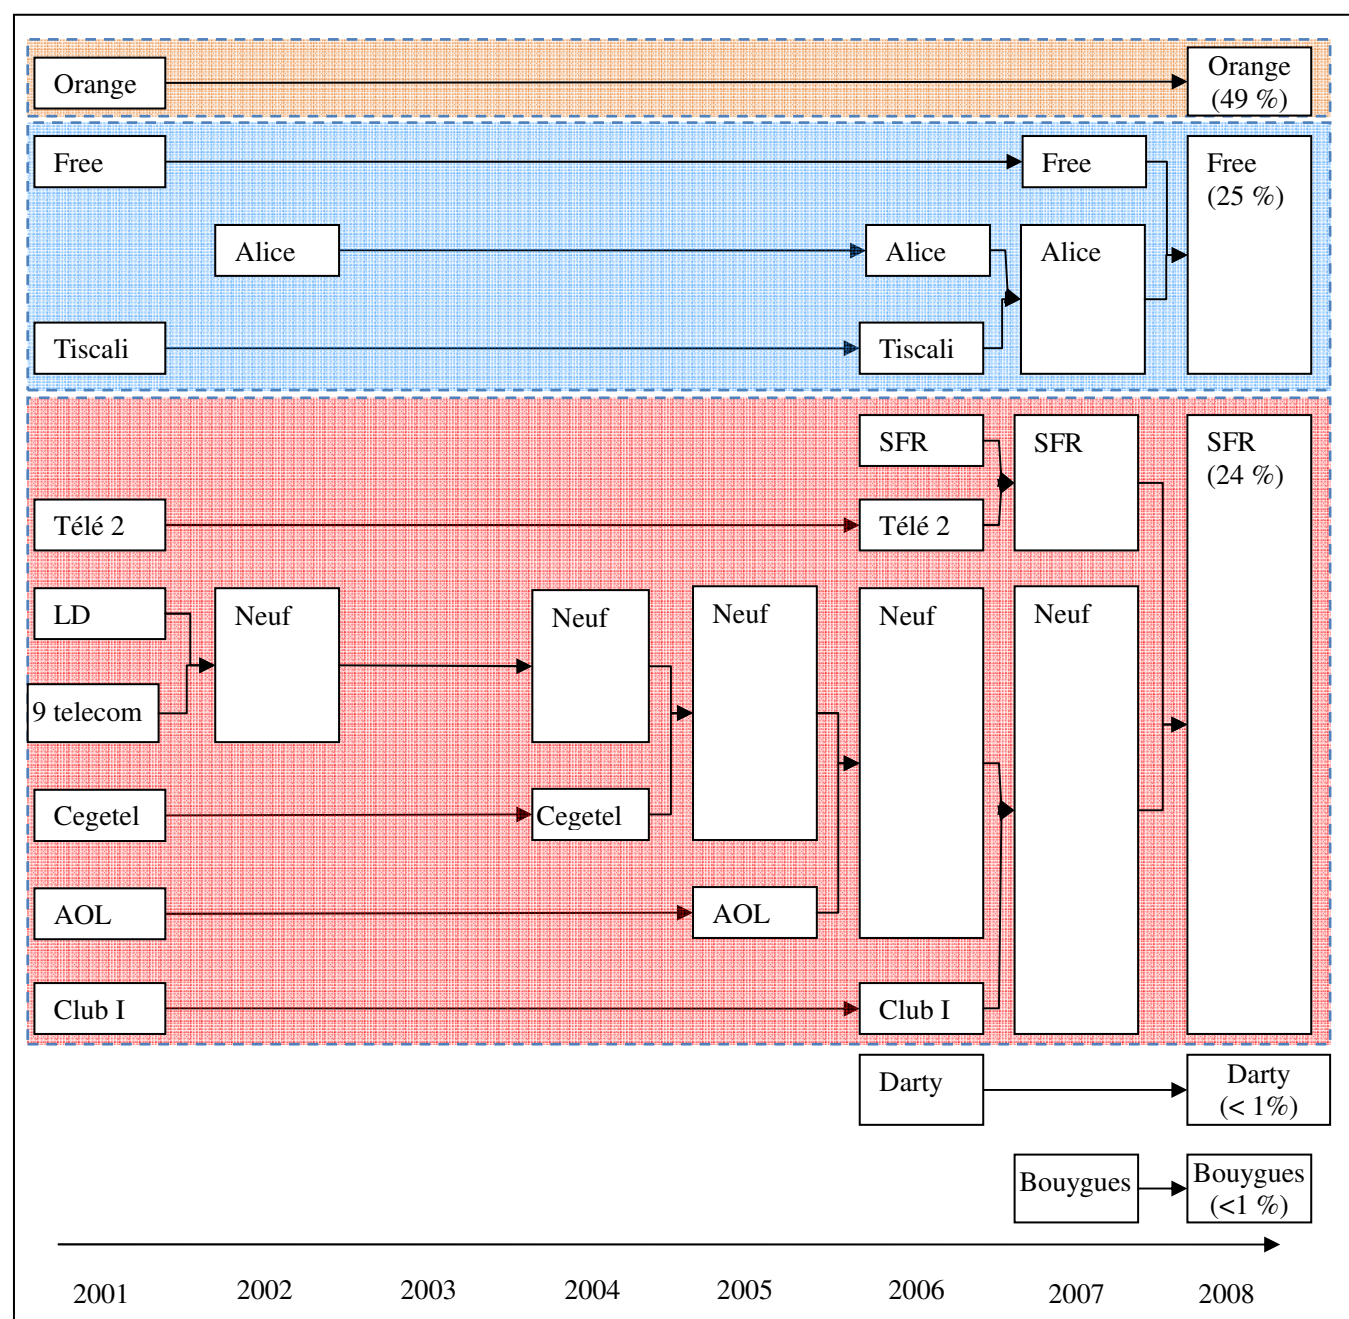 Orange
Orange
(49 %)
Free
Free
Free
(25 %)
Alice
Alice
Alice
Tiscali
Tiscali
SFR
SFR
SFR
(24 %)
Télé 2
Télé 2
LD
Neuf
Neuf
Neuf
Neuf
Neuf
9 telecom
Cegetel
Cegetel
AOL
AOL
Club I
Club I
Darty
Darty
(< 1%)
Bouygues
Bouygues
(<1 %)
2001
2002
2003
2004
2005
2006
2007
2008